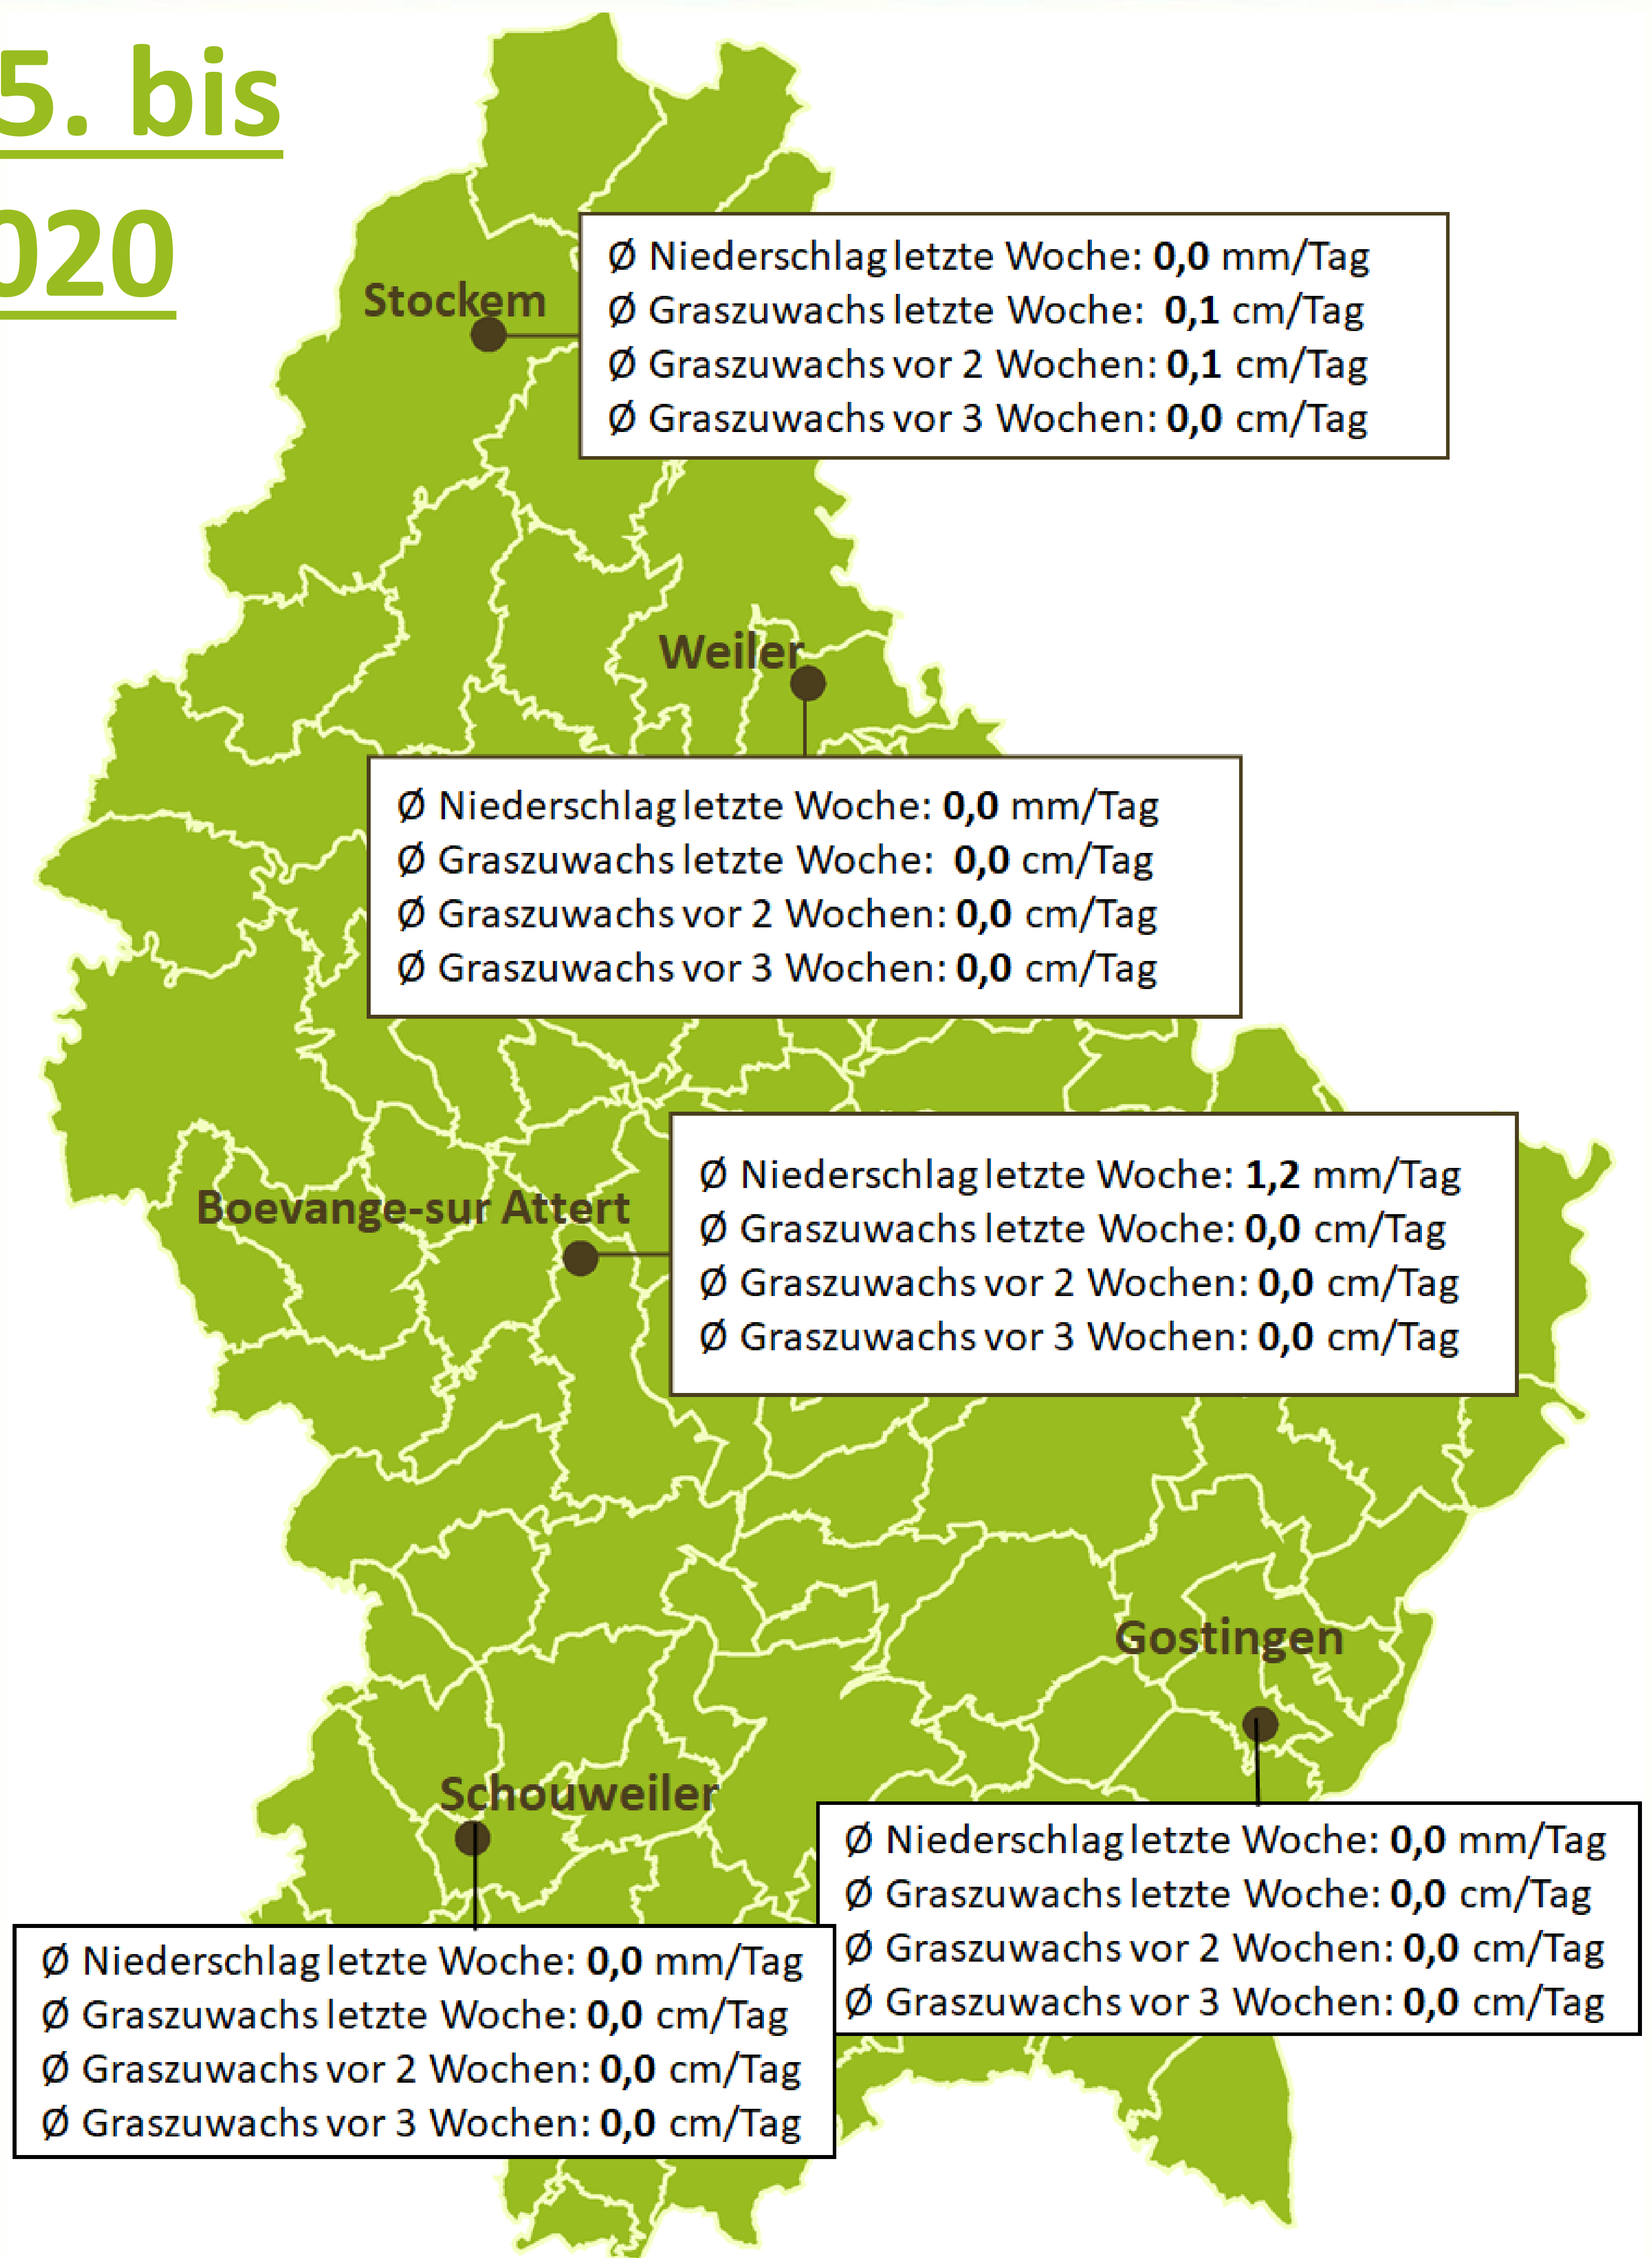 5. bis
020
Stockem
Ø Niederschlag letzte Woche: 0,0 mm/Tag
Ø Graszuwachs letzte Woche: 0,1 cm/Tag
Ø Graszuwachs vor 2 Wochen: 0,1 cm/Tag
Ø Graszuwachs vor 3 Wochen: 0,0 cm/Tag
Weiler
Ø Niederschlag letzte Woche: 0,0 mm/Tag
Ø Graszuwachs letzte Woche: 0,0 cm/Tag
Ø Graszuwachs vor 2 Wochen: 0,0 cm/Tag
Ø Graszuwachs vor 3 Wochen: 0,0 cm/Tag
Boevange-sur Attert
Ø Niederschlag letzte Woche: 1,2 mm/Tag
Ø Graszuwachs letzte Woche: 0,0 cm/Tag
Ø Graszuwachs vor 2 Wochen: 0,0 cm/Tag
Ø Graszuwachs vor 3 Wochen: 0,0 cm/Tag
Gostingen
Ø Niederschlag letzte Woche: 0,0 mm/Tag
Ø Graszuwachs letzte Woche: 0,0 cm/Tag
Ø Graszuwachs vor 2 Wochen: 0,0 cm/Tag
Ø Graszuwachs vor 3 Wochen: 0,0 cm/Tag
Schouweiler
Ø Niederschlag letzte Woche: 0,0 mm/Tag
Ø Graszuwachs letzte Woche: 0,0 cm/Tag
Ø Graszuwachs vor 2 Wochen: 0,0 cm/Tag
Ø Graszuwachs vor 3 Wochen: 0,0 cm/Tag